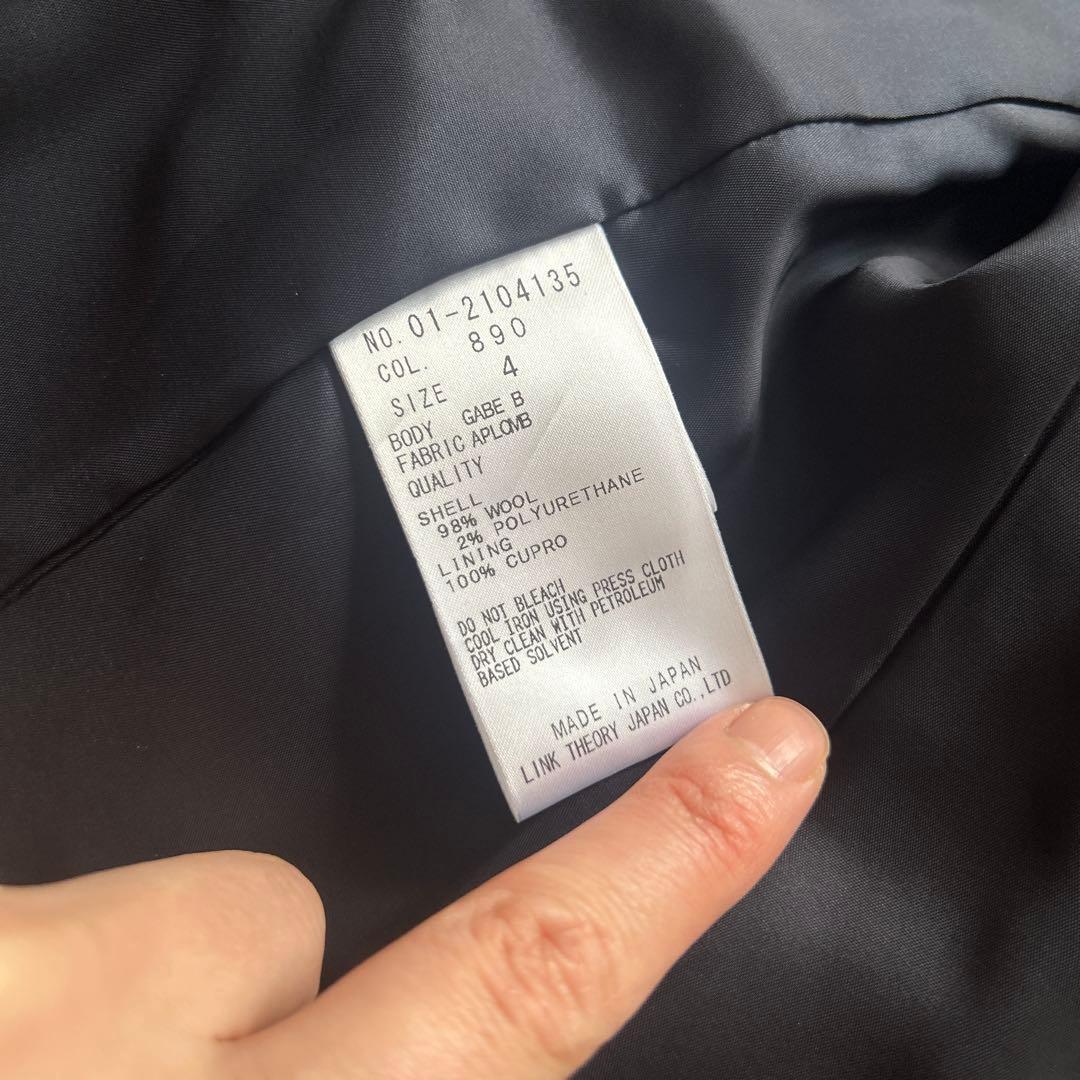 NO. 01-2104135
COL. 890
SIZE 4
BODY GABE B
FABRIC APLOMB
QUALITY
SHELL
98% WOOL
2% POLYURETHANE
LINING
100% CUPRO
DO NOT BLEACH
COOL IRON USING PRESS CLOTH
DRY CLEAN WITH PETROLEUM
BASED SOLVENT
MADE IN JAPAN
LINK THEORY JAPAN CO.,LTD